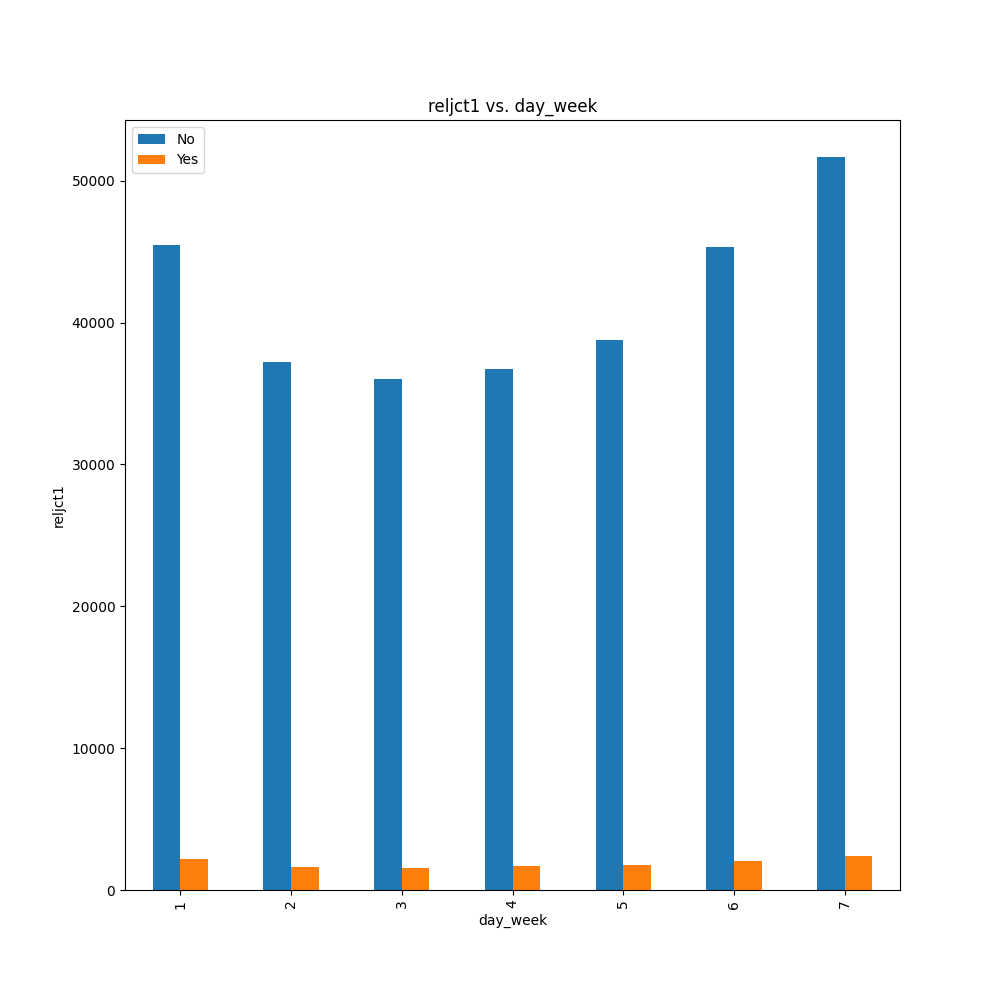 reljct1 vs. day_week
No
Yes
50000
40000
30000
20000
10000
0
reljct1
1 2 3 4 5 6 7
day_week